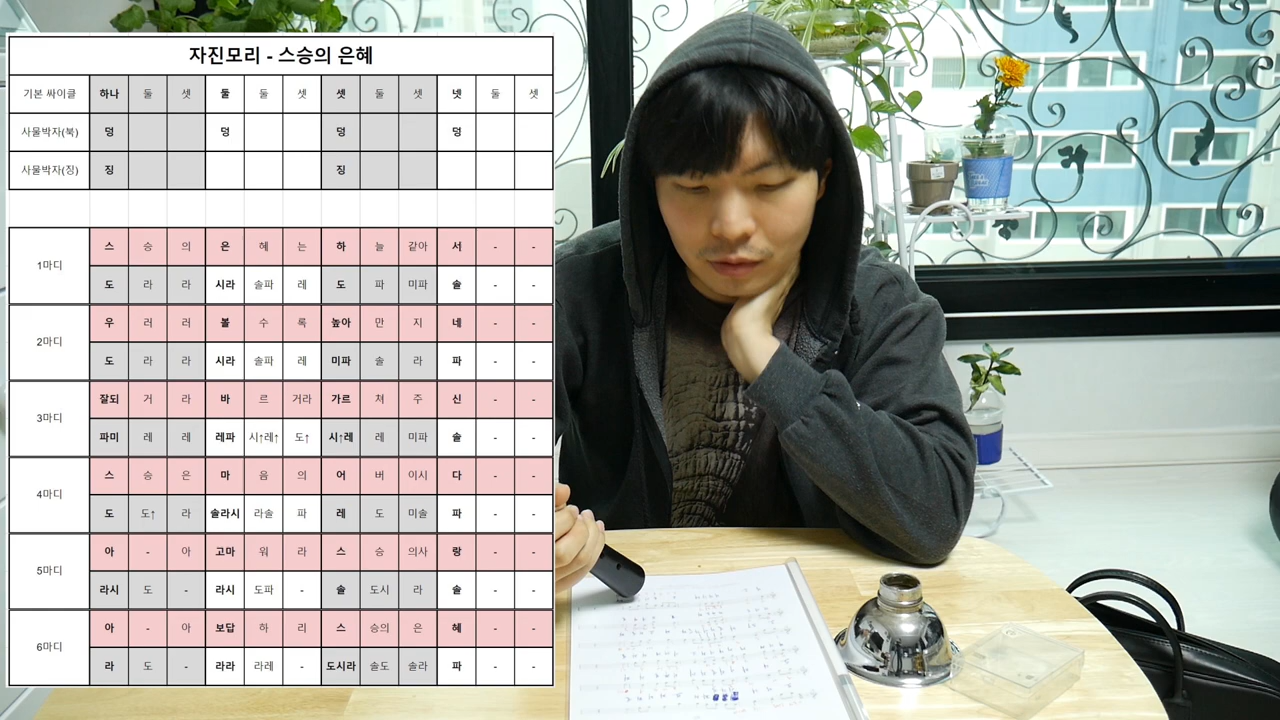 자진모리 - 스승의 은혜
기본 싸이클 하나 둘 셋 둘 둘 셋 셋 둘 셋 넷 둘 셋
사물박자(북) 덩 덩 덩 덩
사물박자(징) 징 징
1마디 스 승 의 은 혜 는 하 늘 같아 서 - -
도 라 라 시라 솔파 레 도 파 미파 솔 - -
2마디 우 러 러 볼 수 록 높아 만 지 네 - -
도 라 라 시라 솔파 레 미파 솔 라 파 - -
3마디 잘되 거 라 바 르 거라 가르 쳐 주 신 - -
파미 레 레 레파 시↑레↑ 도↑ 시↑레 레 미파 솔 - -
4마디 스 승 은 마 음 의 어 버 이시 다 - -
도 도↑ 라 솔라시 라솔 파 레 도 미솔 파 - -
5마디 아 - 아 고마 워 라 스 승 의사 랑 - -
라시 도 - 라시 도파 - 솔 도시 라 솔 - -
6마디 아 - 아 보답 하 리 스 승의 은 혜 - -
라 도 - 라라 라레 - 도시라 솔도 솔라 파 - -